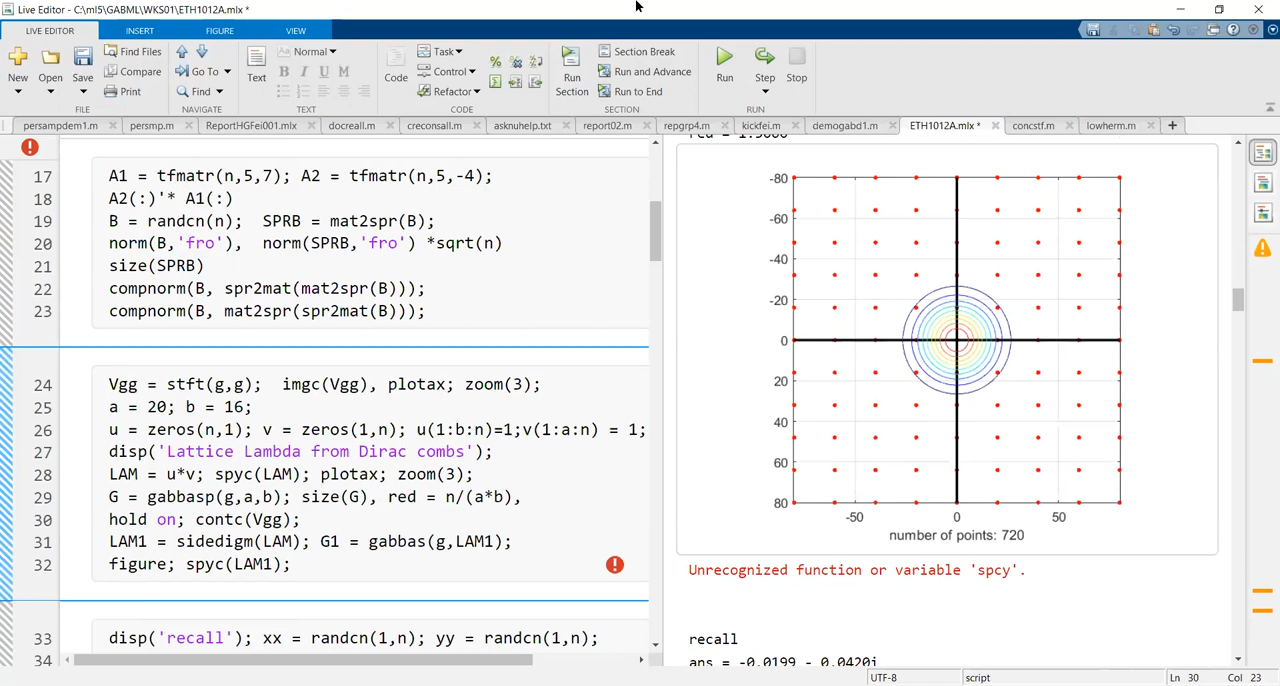 Live Editor - C:\ml5\GABML\WKS01\ETH1012A.mlx *
LIVE EDITOR INSERT FIGURE VIEW
New Open Save Find Files Compare Print
Go To Find
Text Normal B I U M
Code Task Control Refactor
Run Section Section Break Run and Advance Run to End
Run Step Stop
FILE NAVIGATE TEXT CODE SECTION RUN
persampdem1.m persmp.m ReportHGFei001.mlx docreall.m creconsall.m asknuhelp.txt report02.m repgrp4.m kickfei.m demogabd1.m ETH1012A.mlx * concstf.m lowherm.m
17 A1 = tfmatr(n,5,7); A2 = tfmatr(n,5,-4);
18 A2(:)'* A1(:)
19 B = randcn(n); SPRB = mat2spr(B);
20 norm(B,'fro'), norm(SPRB,'fro') *sqrt(n)
21 size(SPRB)
22 compnorm(B, spr2mat(mat2spr(B)));
23 compnorm(B, mat2spr(spr2mat(B)));
24 Vgg = stft(g,g); imgc(Vgg), plotax; zoom(3);
25 a = 20; b = 16;
26 u = zeros(n,1); v = zeros(1,n); u(1:b:n)=1;v(1:a:n) = 1;
27 disp('Lattice Lambda from Dirac combs');
28 LAM = u*v; spyc(LAM); plotax; zoom(3);
29 G = gabbasp(g,a,b); size(G), red = n/(a*b),
30 hold on; contc(Vgg);
31 LAM1 = sidedigm(LAM); G1 = gabbas(g,LAM1);
32 figure; spyc(LAM1);
33 disp('recall'); xx = randcn(1,n); yy = randcn(1,n);
34
-80
-60
-40
-20
0
20
40
60
80
-50 0 50
number of points: 720
Unrecognized function or variable 'spcy'.
recall
ans = -0.0199 - 0.0420i
UTF-8 script Ln 30 Col 23